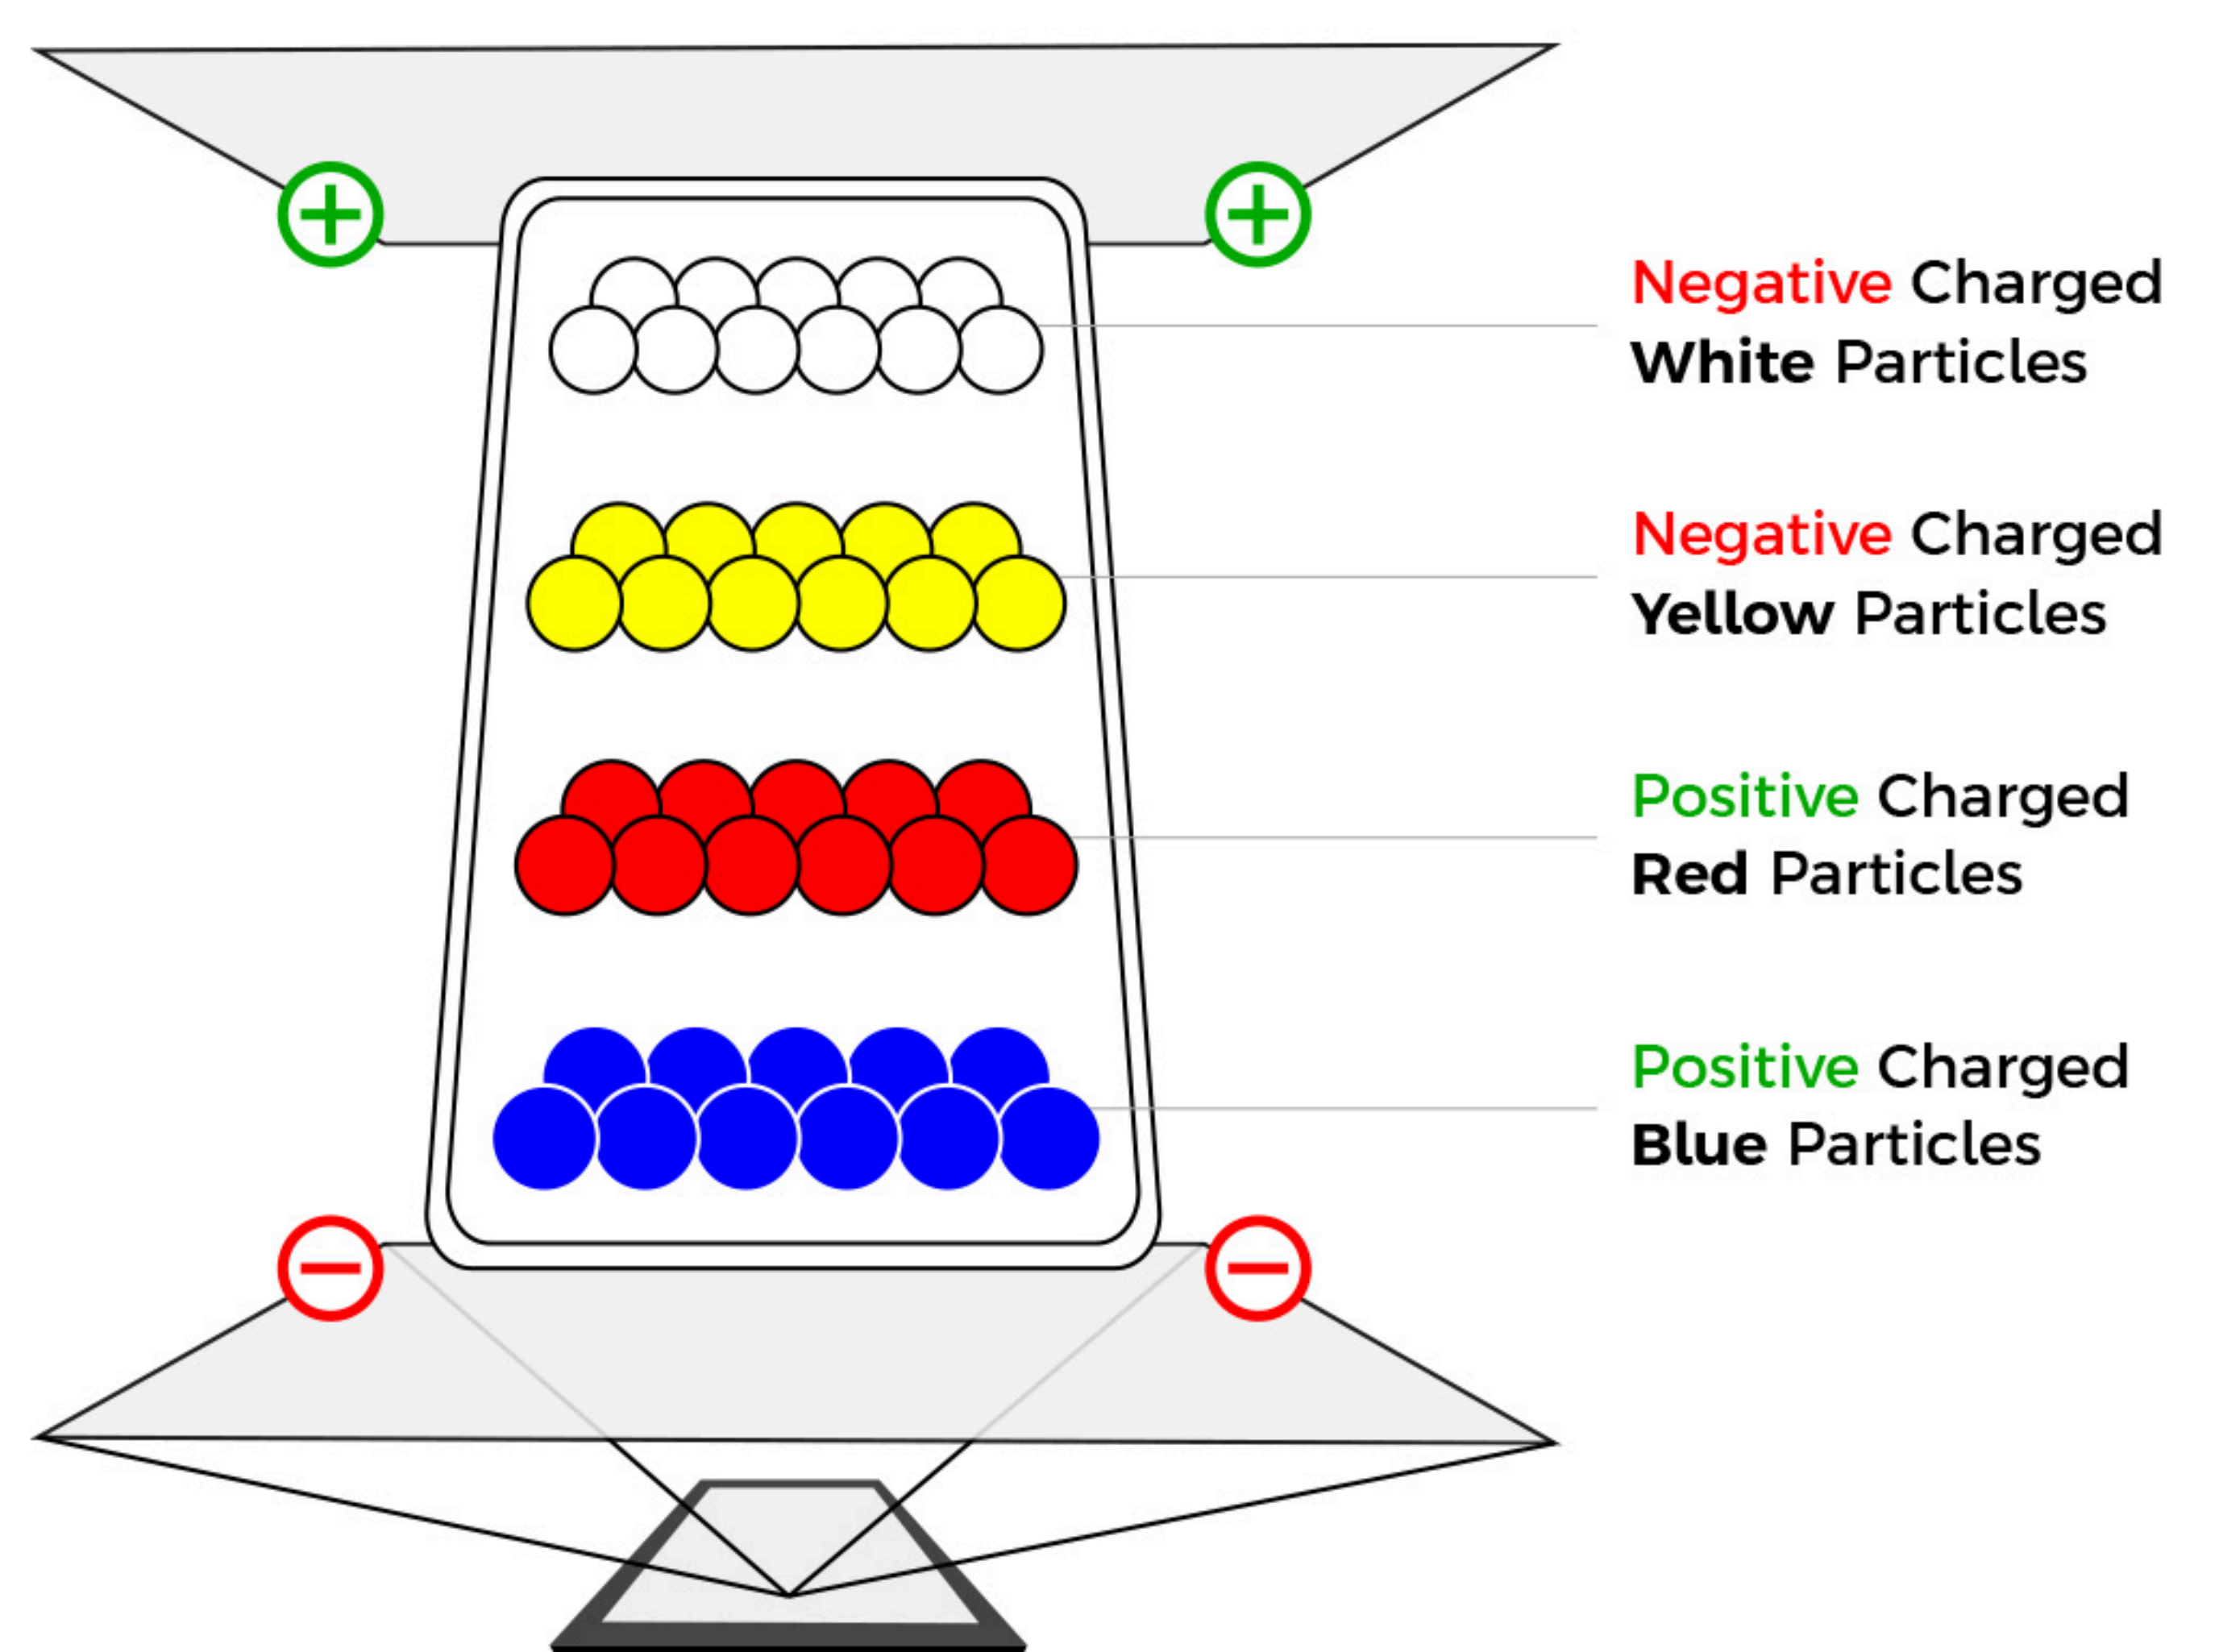 Negative Charged
White Particles
Negative Charged
Yellow Particles
Positive Charged
Red Particles
Positive Charged
Blue Particles